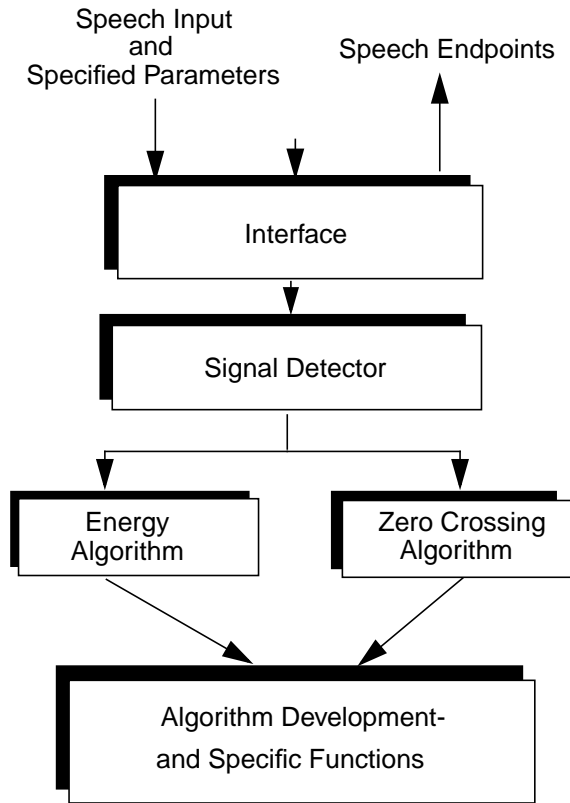 Speech Input
and
Specified Parameters
Speech Endpoints
Interface
Signal Detector
Energy
Algorithm
Zero Crossing
Algorithm
Algorithm Development-
and Specific Functions